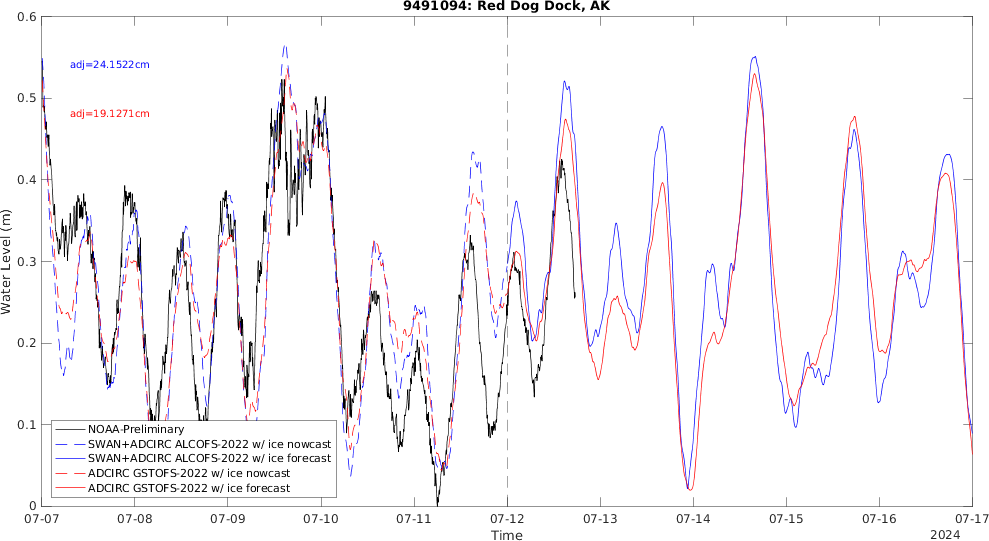 9491094: Red Dog Dock, AK
Water Level (m)
0.6
0.5
0.4
0.3
0.2
0.1
0
adj=24.1522cm
adj=19.1271cm
NOAA-Preliminary
SWAN+ADCIRC ALCOFS-2022 w/ ice nowcast
SWAN+ADCIRC ALCOFS-2022 w/ ice forecast
ADCIRC GSTOFS-2022 w/ ice nowcast
ADCIRC GSTOFS-2022 w/ ice forecast
07-07 07-08 07-09 07-10 07-11 07-12 07-13 07-14 07-15 07-16 07-17
Time
2024